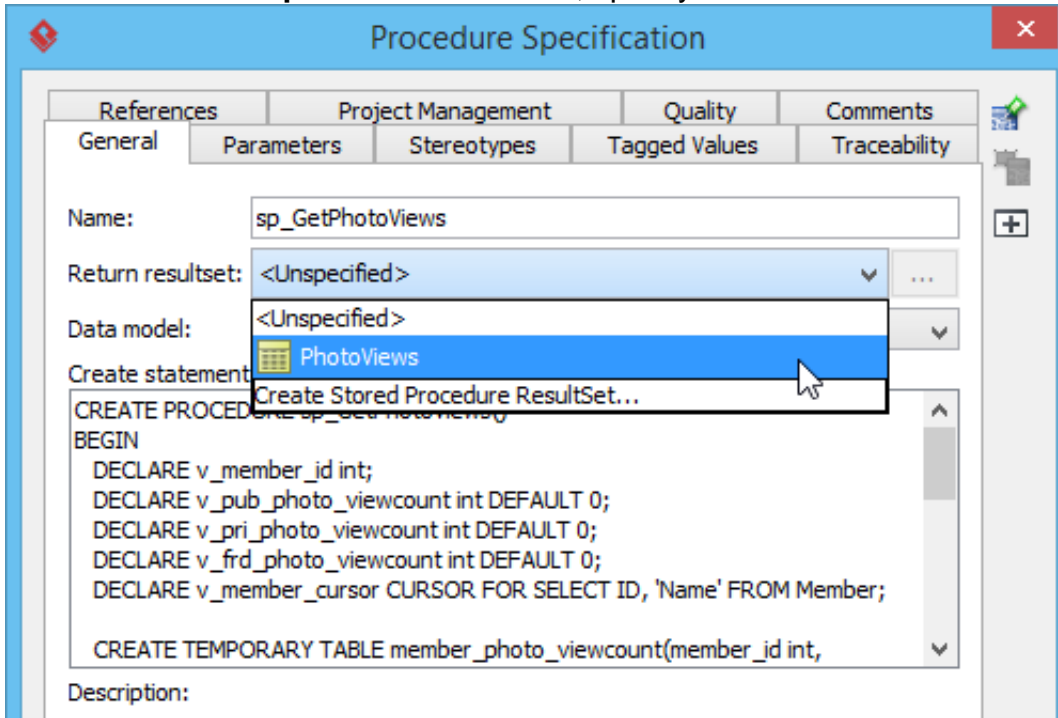 Procedure Specification
References Project Management Quality Comments
General Parameters Stereotypes Tagged Values Traceability
Name: sp_GetPhotoViews
Return resultset: <Unspecified> ...
Data model: <Unspecified>
PhotoViews
Create statement
Create Stored Procedure ResultSet...
CREATE PROCEDURE sp_GetPhotoViews()
BEGIN
DECLARE v_member_id int;
DECLARE v_pub_photo_viewcount int DEFAULT 0;
DECLARE v_pri_photo_viewcount int DEFAULT 0;
DECLARE v_frd_photo_viewcount int DEFAULT 0;
DECLARE v_member_cursor CURSOR FOR SELECT ID, 'Name' FROM Member;
CREATE TEMPORARY TABLE member_photo_viewcount(member_id int,
Description: